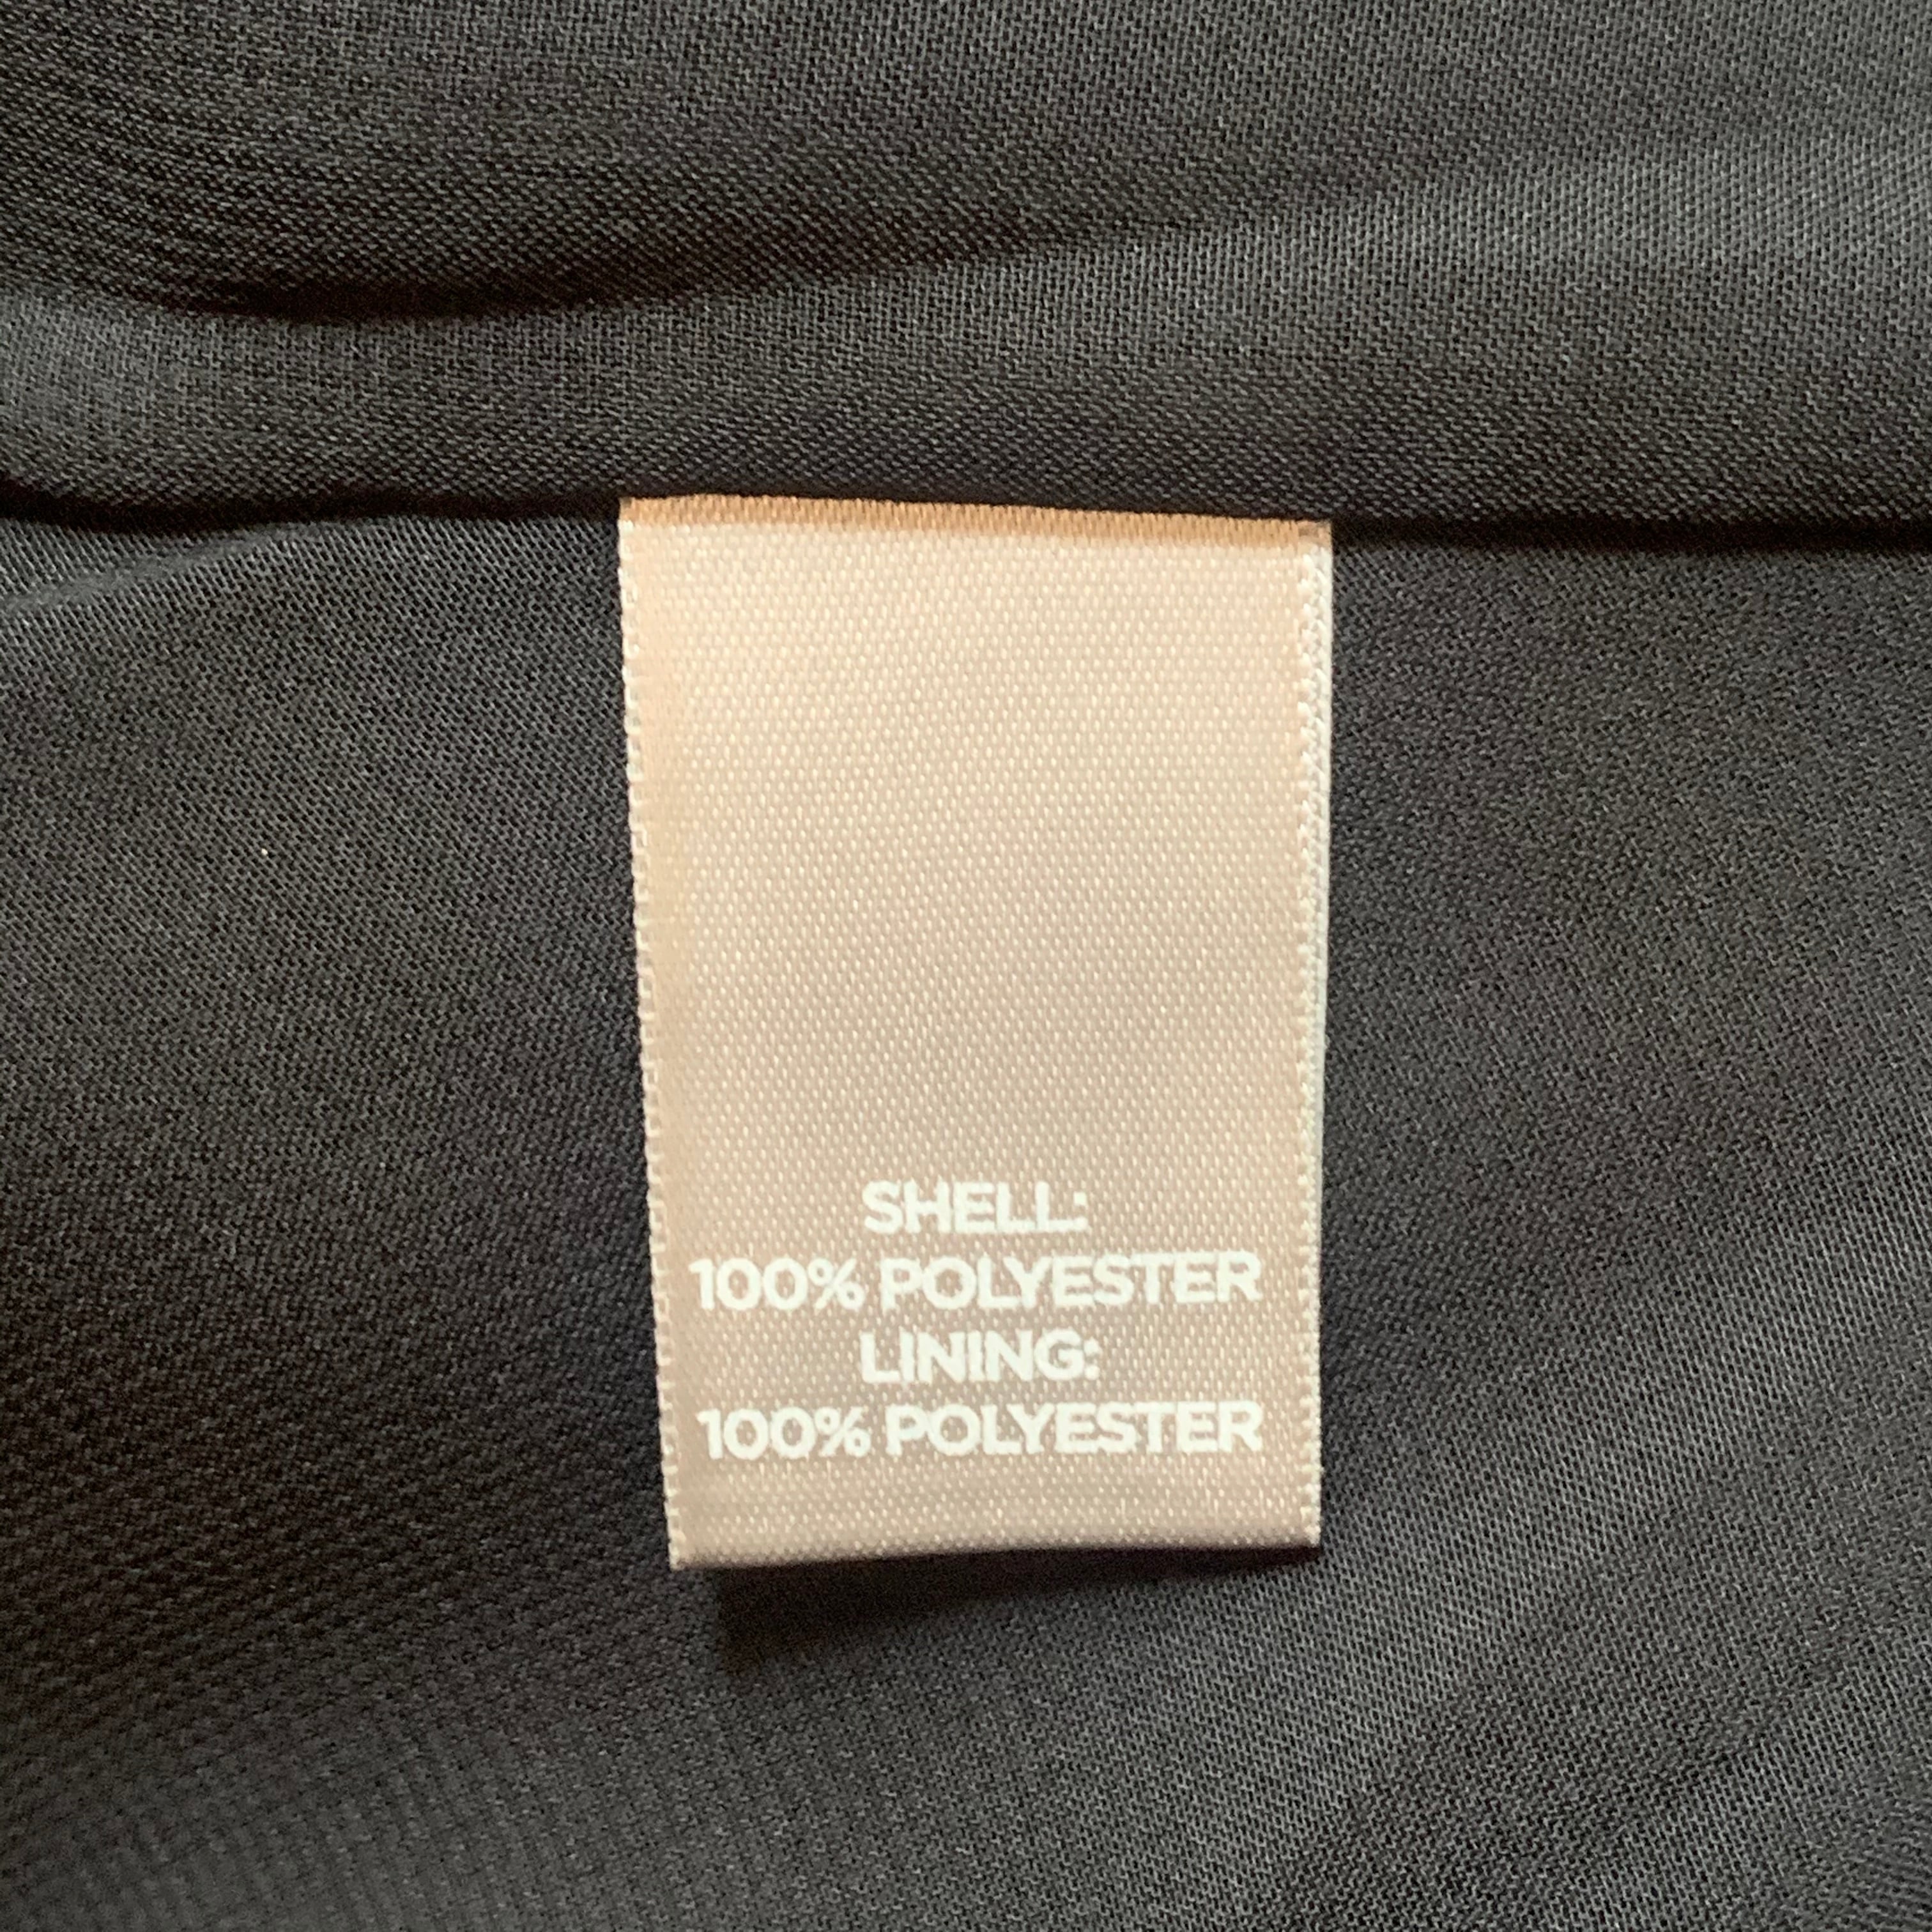 SHELL:
100% POLYESTER
LINING:
100% POLYESTER